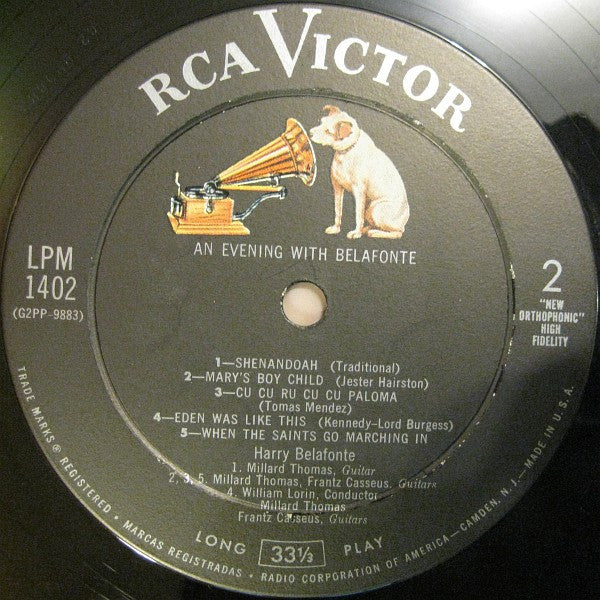 RCA VICTOR
AN EVENING WITH BELAFONTE
LPM
1402
(G2PP-9883)
2
"NEW
ORTHOPHONIC"
HIGH
FIDELITY
1—SHENANDOAH (Traditional)
2—MARY'S BOY CHILD (Jester Hairston)
3—CU CU RU CU CU PALOMA
(Tomas Mendez)
4—EDEN WAS LIKE THIS (Kennedy-Lord Burgess)
5—WHEN THE SAINTS GO MARCHING IN
Harry Belafonte
1. Millard Thomas, Guitar
2, 3, 5. Millard Thomas, Frantz Casseus, Guitars
4. William Lorin, Conductor
Millard Thomas
Frantz Casseus, Guitars
LONG 33⅓ PLAY
TRADE MARKS ® REGISTERED • MARCAS REGISTRADAS • RADIO CORPORATION OF AMERICA—CAMDEN, N. J.—MADE IN U.S.A.